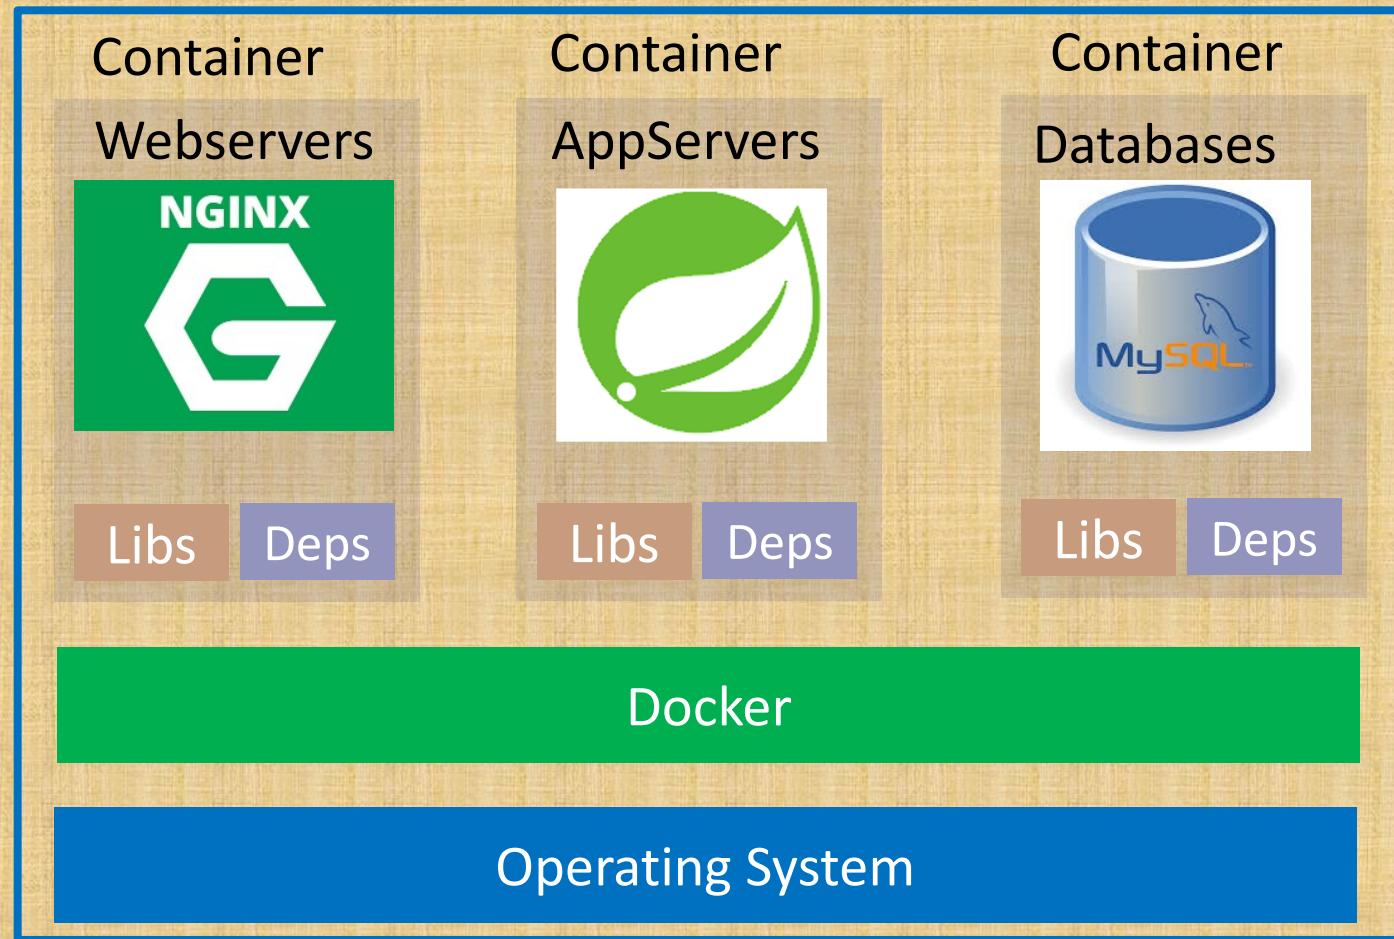 Container
Webservers
NGINX
Libs
Deps
Container
AppServers
Libs
Deps
Container
Databases
MySQL
Libs
Deps
Docker
Operating System